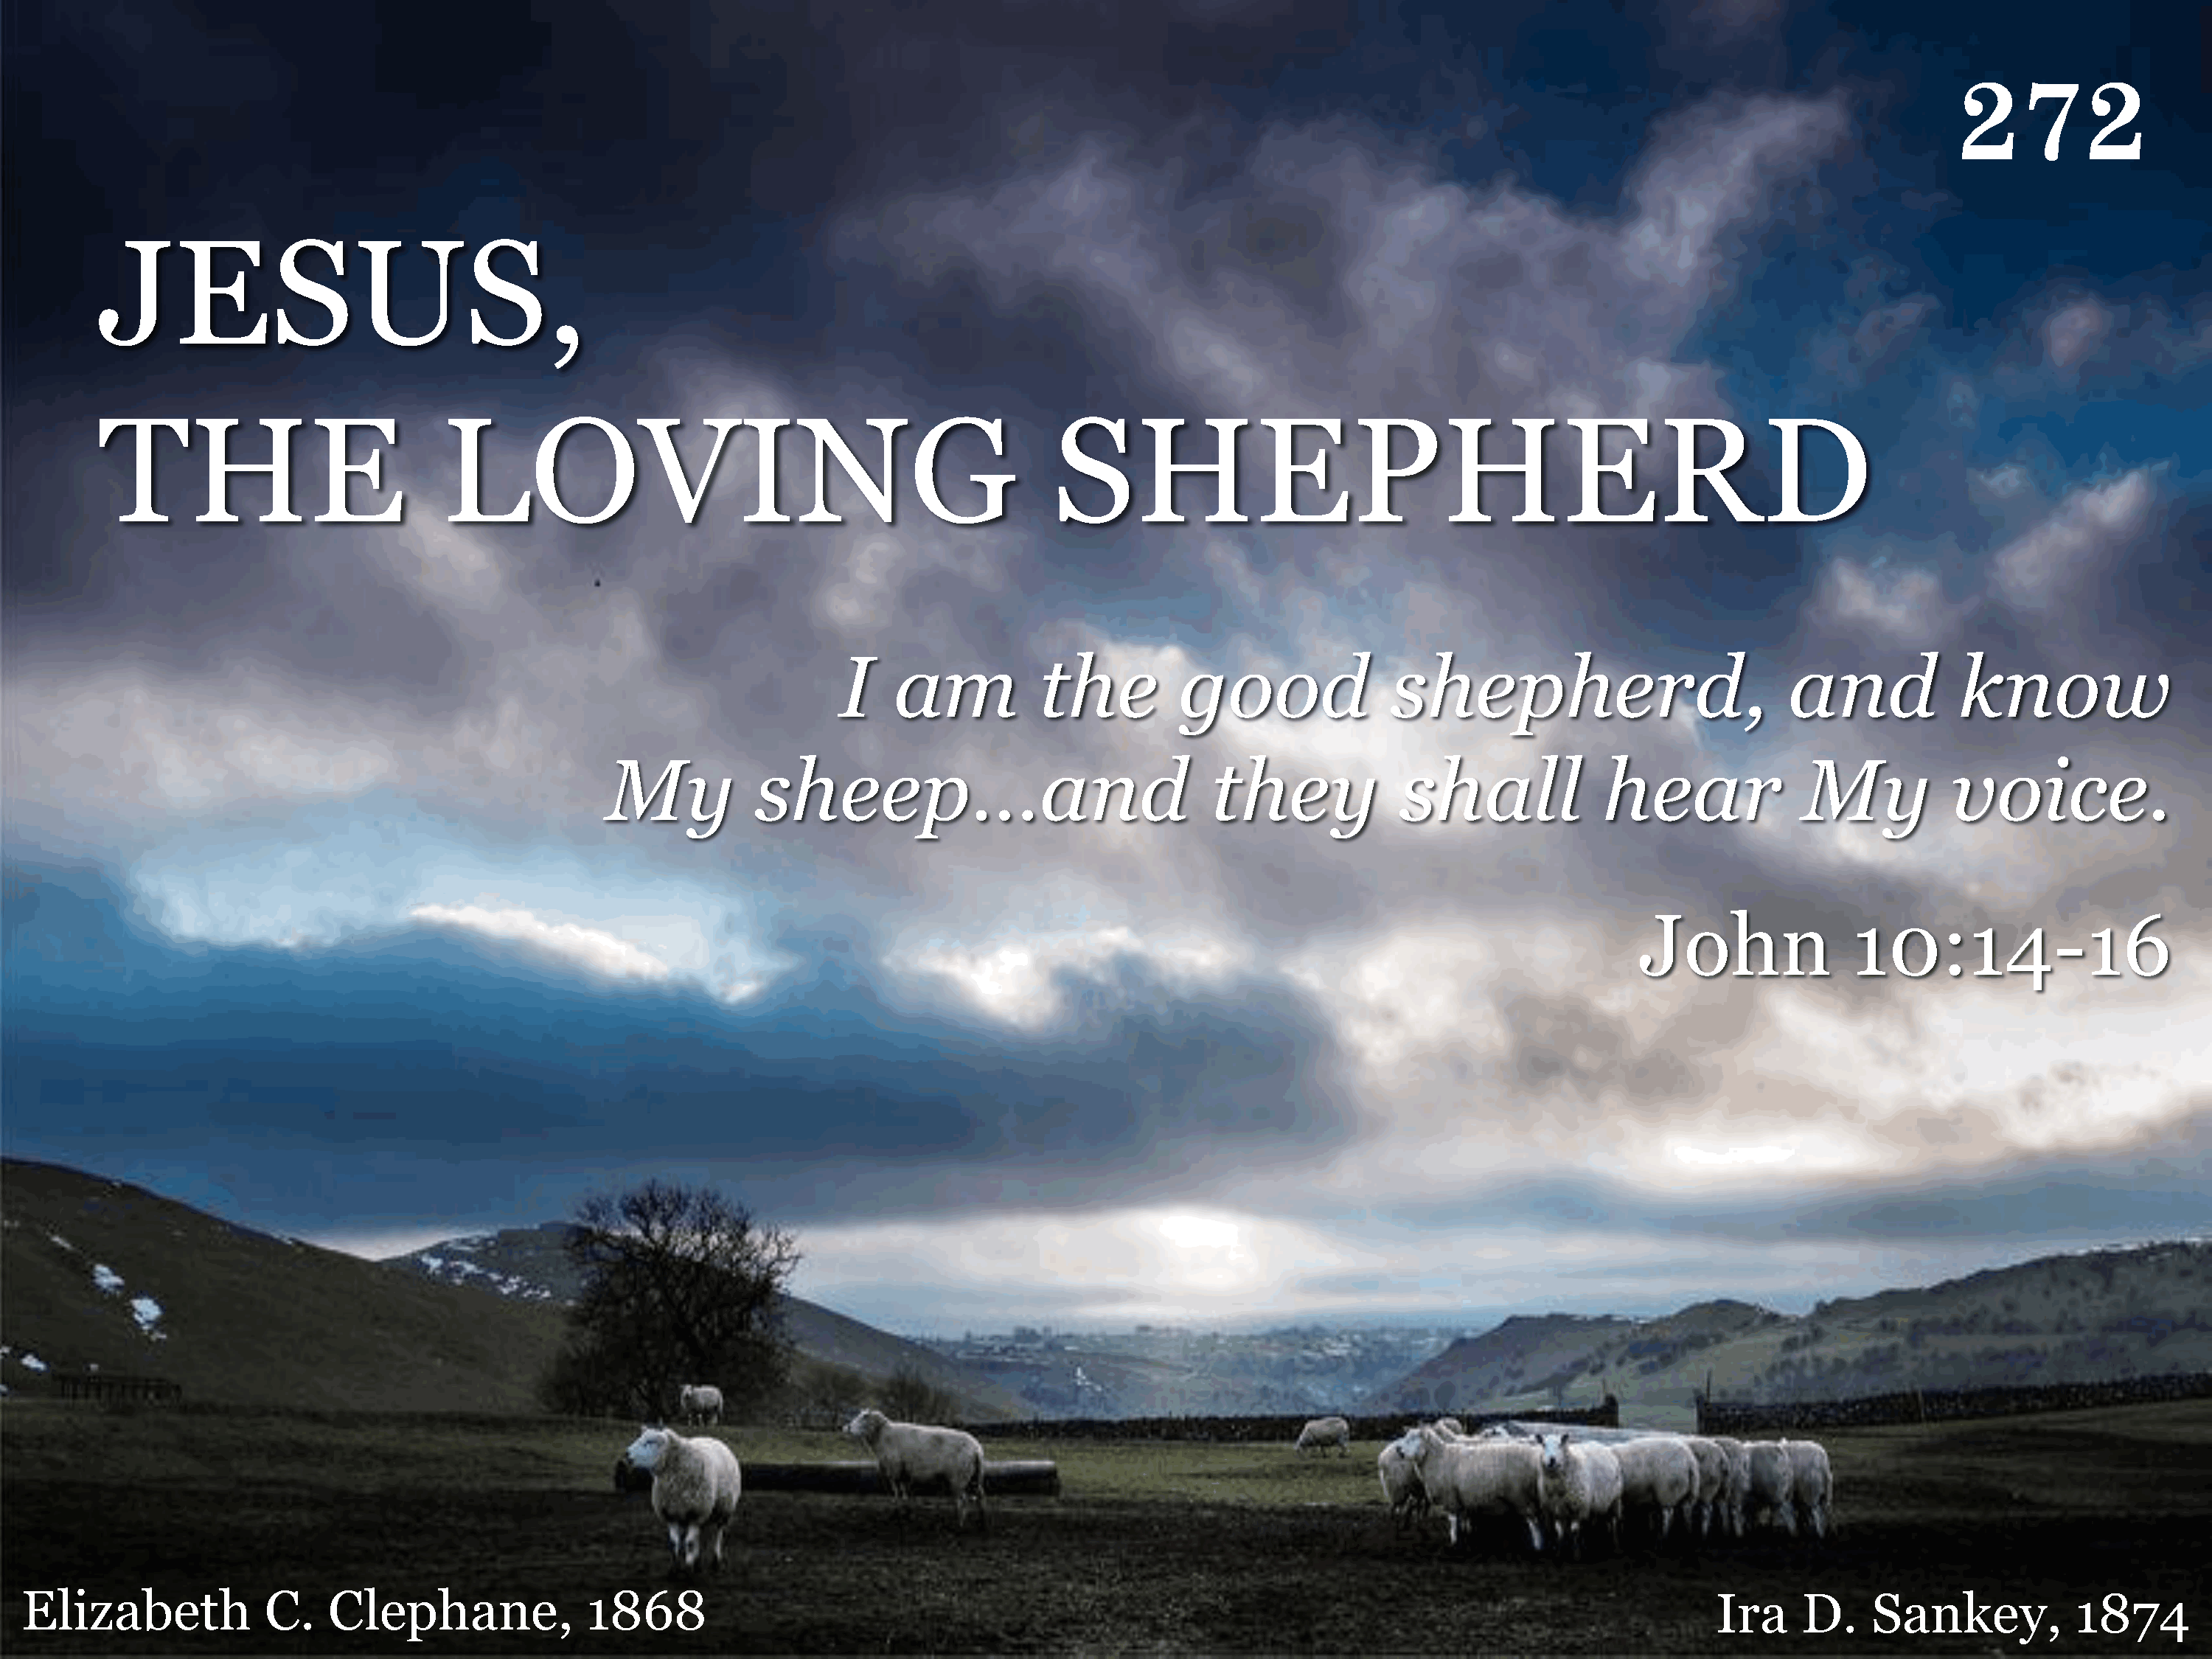 272
JESUS,
THE LOVING SHEPHERD
I am the good shepherd, and know
My sheep...and they shall hear My voice.
John 10:14-16
Elizabeth C. Clephane, 1868
Ira D. Sankey, 1874